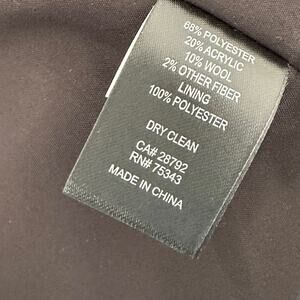 68% POLYESTER
20% ACRYLIC
10% WOOL
2% OTHER FIBER
LINING
100% POLYESTER
DRY CLEAN
CA# 28792
RN# 75343
MADE IN CHINA